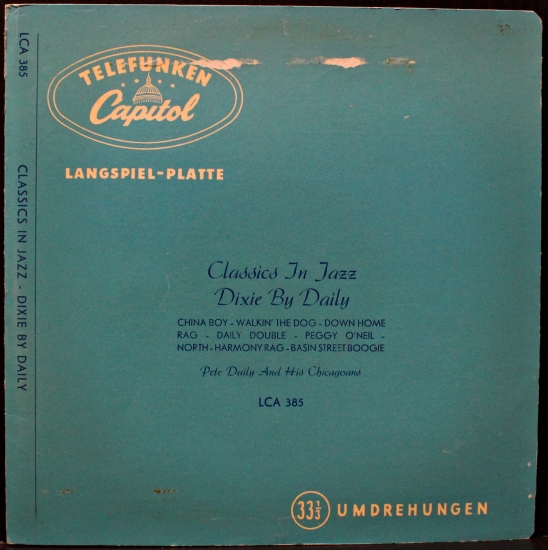 LCA 385
CLASSICS IN JAZZ - DIXIE BY DAILY
TELEFUNKEN
Capitol
LANGSPIEL-PLATTE
Classics In Jazz
Dixie By Daily
CHINA BOY - WALKIN' THE DOG - DOWN HOME
RAG - DAILY DOUBLE - PEGGY O'NEIL -
NORTH - HARMONY RAG - BASIN STREET BOOGIE
Pete Daily And His Chicagoans
LCA 385
33 1/3 UMDREHUNGEN